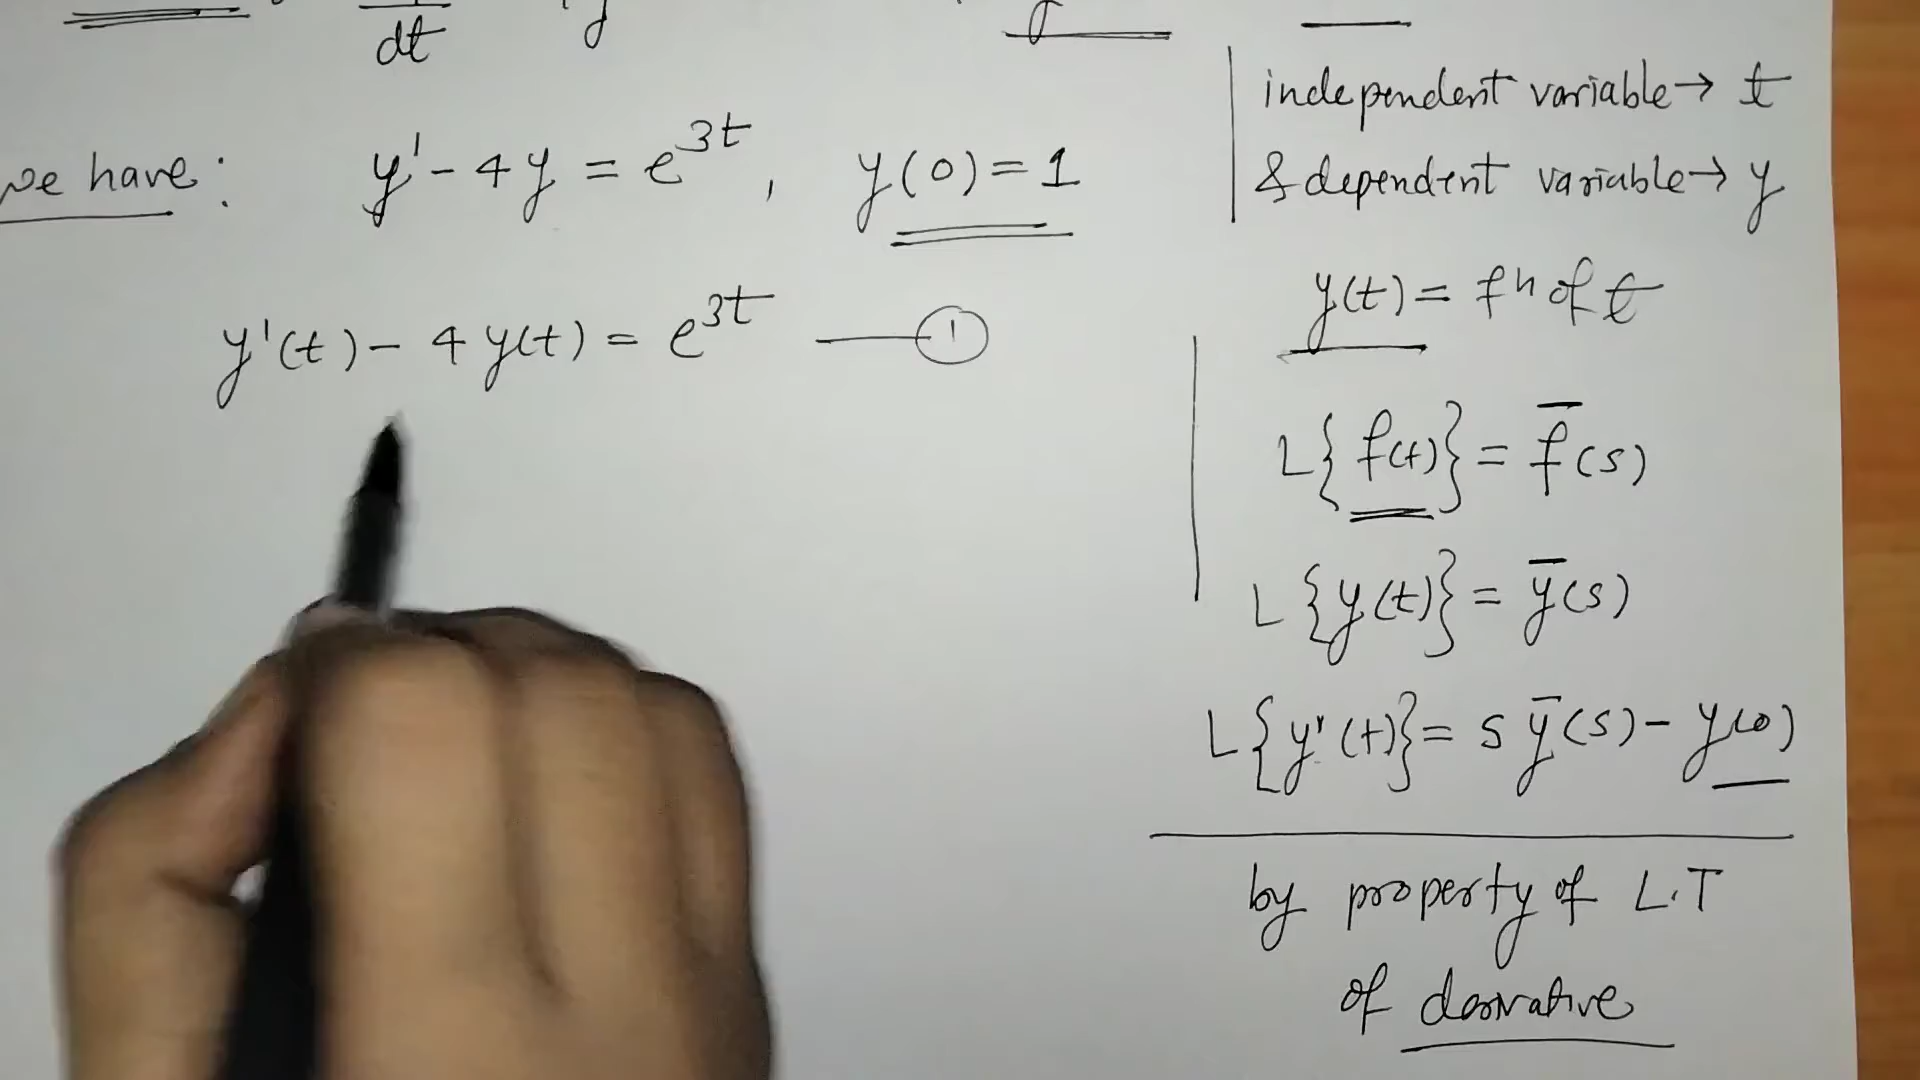 dt y
we have: y' - 4y = e^3t, y(0) = 1
y'(t) - 4y(t) = e^3t —— 1
independent variable → t
& dependent variable → y
y(t) = fn of t
L{f(t)} = f̅(s)
L{y(t)} = y̅(s)
L{y'(t)} = s y̅(s) - y(0)
by property of L.T
of derivative